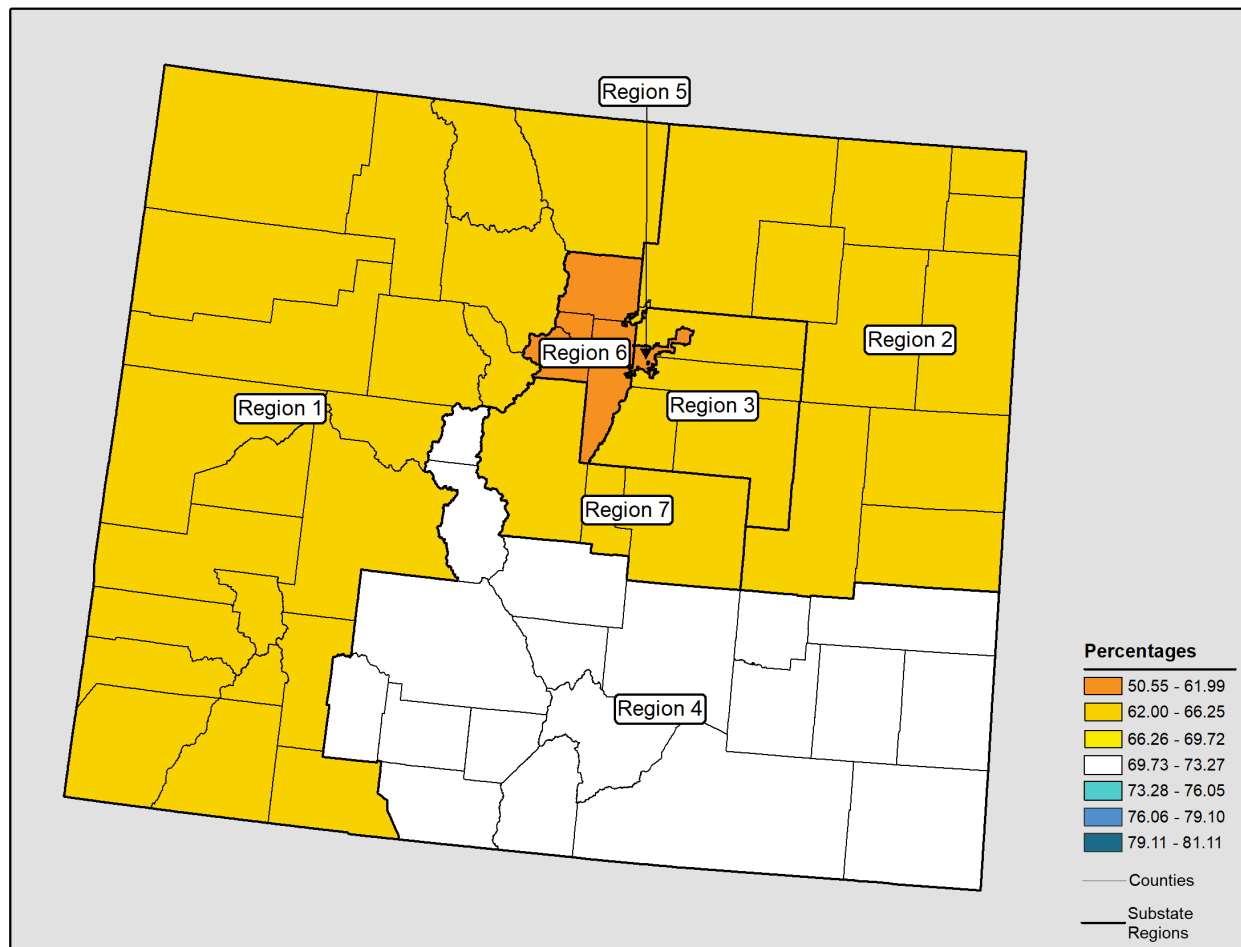 Region 5
Region 2
Region 6
Region 3
Region 1
Region 7
Region 4
Percentages
50.55 - 61.99
62.00 - 66.25
66.26 - 69.72
69.73 - 73.27
73.28 - 76.05
76.06 - 79.10
79.11 - 81.11
Counties
Substate
Regions